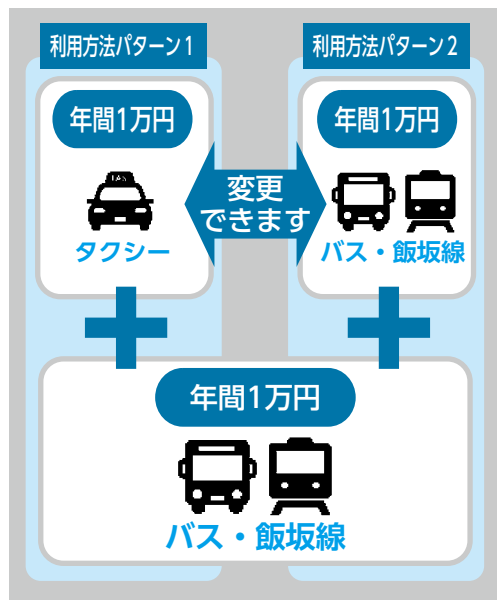 利用方法パターン1
利用方法パターン2
年間1万円
年間1万円
TAXI
変更
できます
タクシー
バス・飯坂線
年間1万円
バス・飯坂線